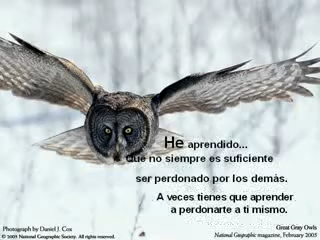 He aprendido...
Que no siempre es suficiente
ser perdonado por los demàs.
A veces tienes que aprender
a perdonarte a ti mismo.
Photograph by Daniel J. Cox
© 2005 National Geographic Society. All rights reserved.
Great Gray Owls
National Geographic magazine, February 2005